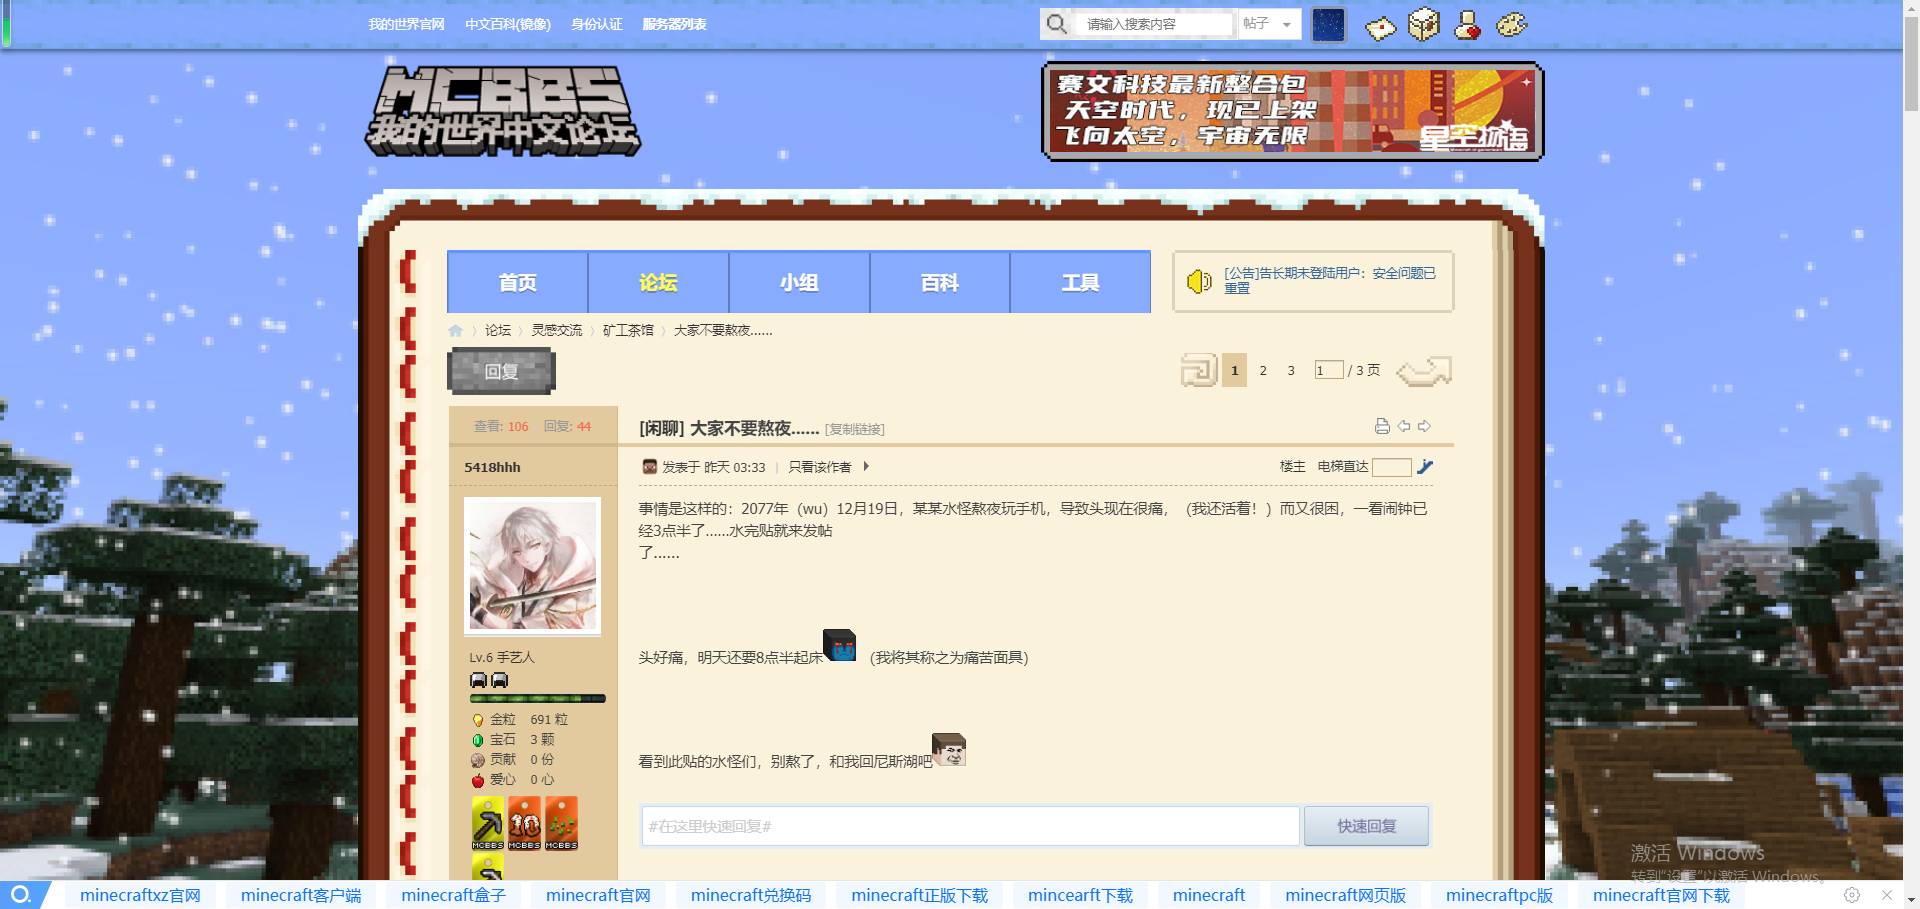 我的世界官网 中文百科(镜像) 身份认证 服务器列表
请输入搜索内容 帖子
MCBBS
我的世界中文论坛
赛文科技最新整合包
天空时代，现已上架
飞向太空，宇宙无限
星空物语
首页 论坛 小组 百科 工具
[公告]告长期未登陆用户：安全问题已
重置
论坛 〉 灵感交流 〉 矿工茶馆 〉 大家不要熬夜......
回复
1 2 3 1 / 3 页
查看: 106 回复: 44
[闲聊] 大家不要熬夜...... [复制链接]
5418hhh
发表于 昨天 03:33 | 只看该作者
楼主 电梯直达
事情是这样的：2077年（wu）12月19日，某某水怪熬夜玩手机，导致头现在很痛，（我还活着！）而又很困，一看闹钟已
经3点半了......水完贴就来发帖
了......
头好痛，明天还要8点半起床 （我将其称之为痛苦面具)
看到此贴的水怪们，别熬了，和我回尼斯湖吧
Lv.6 手艺人
金粒 691 粒
宝石 3 颗
贡献 0 份
爱心 0 心
10
MCBBS MCBBS MCBBS
#在这里快速回复#
快速回复
激活 Windows
转到"设置"以激活 Windows。
minecraftxz官网 minecraft客户端 minecraft盒子 minecraft官网 minecraft兑换码 minecraft正版下载 mincearft下载 minecraft minecraft网页版 minecraftpc版 minecraft官网下载